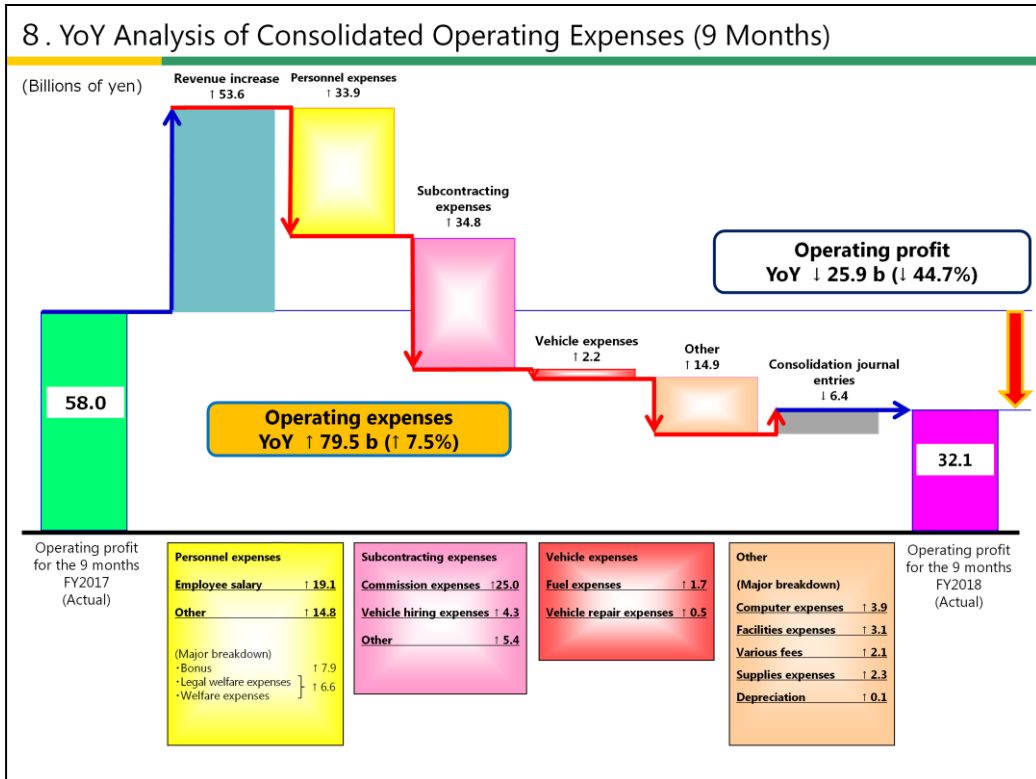 8 . YoY Analysis of Consolidated Operating Expenses (9 Months)
(Billions of yen)
Revenue increase
↑ 53.6
Personnel expenses
↑ 33.9
Subcontracting
expenses
↑ 34.8
Operating profit
YoY ↓ 25.9 b (↓ 44.7%)
Vehicle expenses
↑ 2.2
Other
↑ 14.9
Consolidation journal
entries
↓ 6.4
58.0
Operating expenses
YoY ↑ 79.5 b (↑ 7.5%)
32.1
Operating profit
for the 9 months
FY2017
(Actual)
Personnel expenses
Employee salary ↑ 19.1
Other ↑ 14.8
(Major breakdown)
・Bonus ↑ 7.9
・Legal welfare expenses
・Welfare expenses
↑ 6.6
Subcontracting expenses
Commission expenses ↑25.0
Vehicle hiring expenses ↑ 4.3
Other ↑ 5.4
Vehicle expenses
Fuel expenses ↑ 1.7
Vehicle repair expenses ↑ 0.5
Other
(Major breakdown)
Computer expenses ↑ 3.9
Facilities expenses ↑ 3.1
Various fees ↑ 2.1
Supplies expenses ↑ 2.3
Depreciation ↑ 0.1
Operating profit
for the 9 months
FY2018
(Actual)